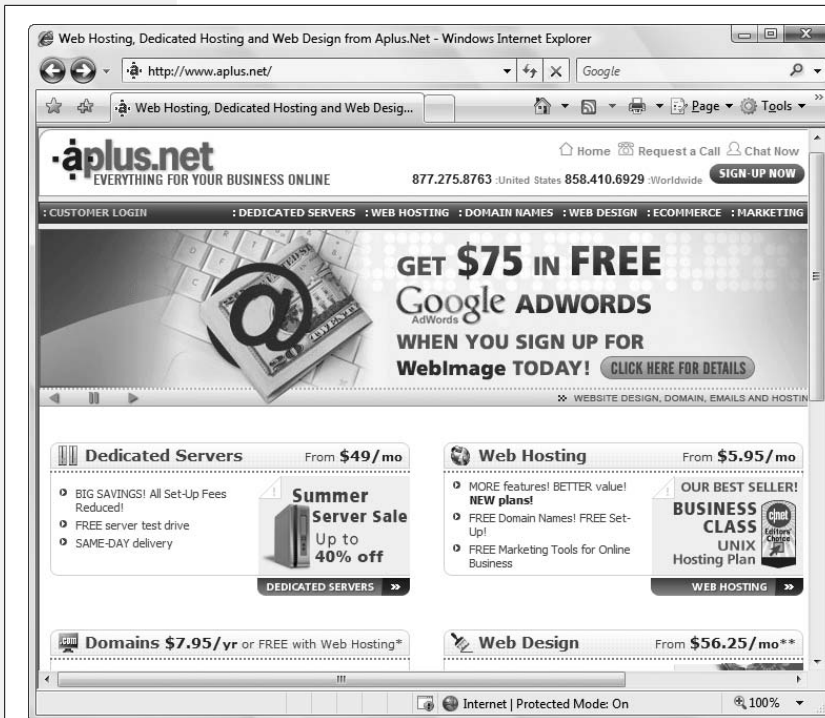 Web Hosting, Dedicated Hosting and Web Design from Aplus.Net - Windows Internet Explorer
http://www.aplus.net/
Google
Web Hosting, Dedicated Hosting and Web Desig...
Page
Tools
aplus.net
EVERYTHING FOR YOUR BUSINESS ONLINE
Home Request a Call Chat Now
877.275.8763 :United States 858.410.6929 :Worldwide
SIGN-UP NOW
: CUSTOMER LOGIN : DEDICATED SERVERS : WEB HOSTING : DOMAIN NAMES : WEB DESIGN : ECOMMERCE : MARKETING
GET $75 IN FREE
Google ADWORDS
AdWords
WHEN YOU SIGN UP FOR
WebImage TODAY! CLICK HERE FOR DETAILS
WEBSITE DESIGN, DOMAIN, EMAILS AND HOSTIN
Dedicated Servers From $49/mo
BIG SAVINGS! All Set-Up Fees
Reduced!
FREE server test drive
SAME-DAY delivery
Summer
Server Sale
Up to
40% off
DEDICATED SERVERS »
Web Hosting From $5.95/mo
MORE features! BETTER value!
NEW plans!
FREE Domain Names! FREE Set-
Up!
FREE Marketing Tools for Online
Business
OUR BEST SELLER!
BUSINESS
CLASS
UNIX
Hosting Plan
c|net
Editors'
Choice
WEB HOSTING »
.com
Domains $7.95/yr or FREE with Web Hosting*
Web Design From $56.25/mo**
Internet | Protected Mode: On
100%